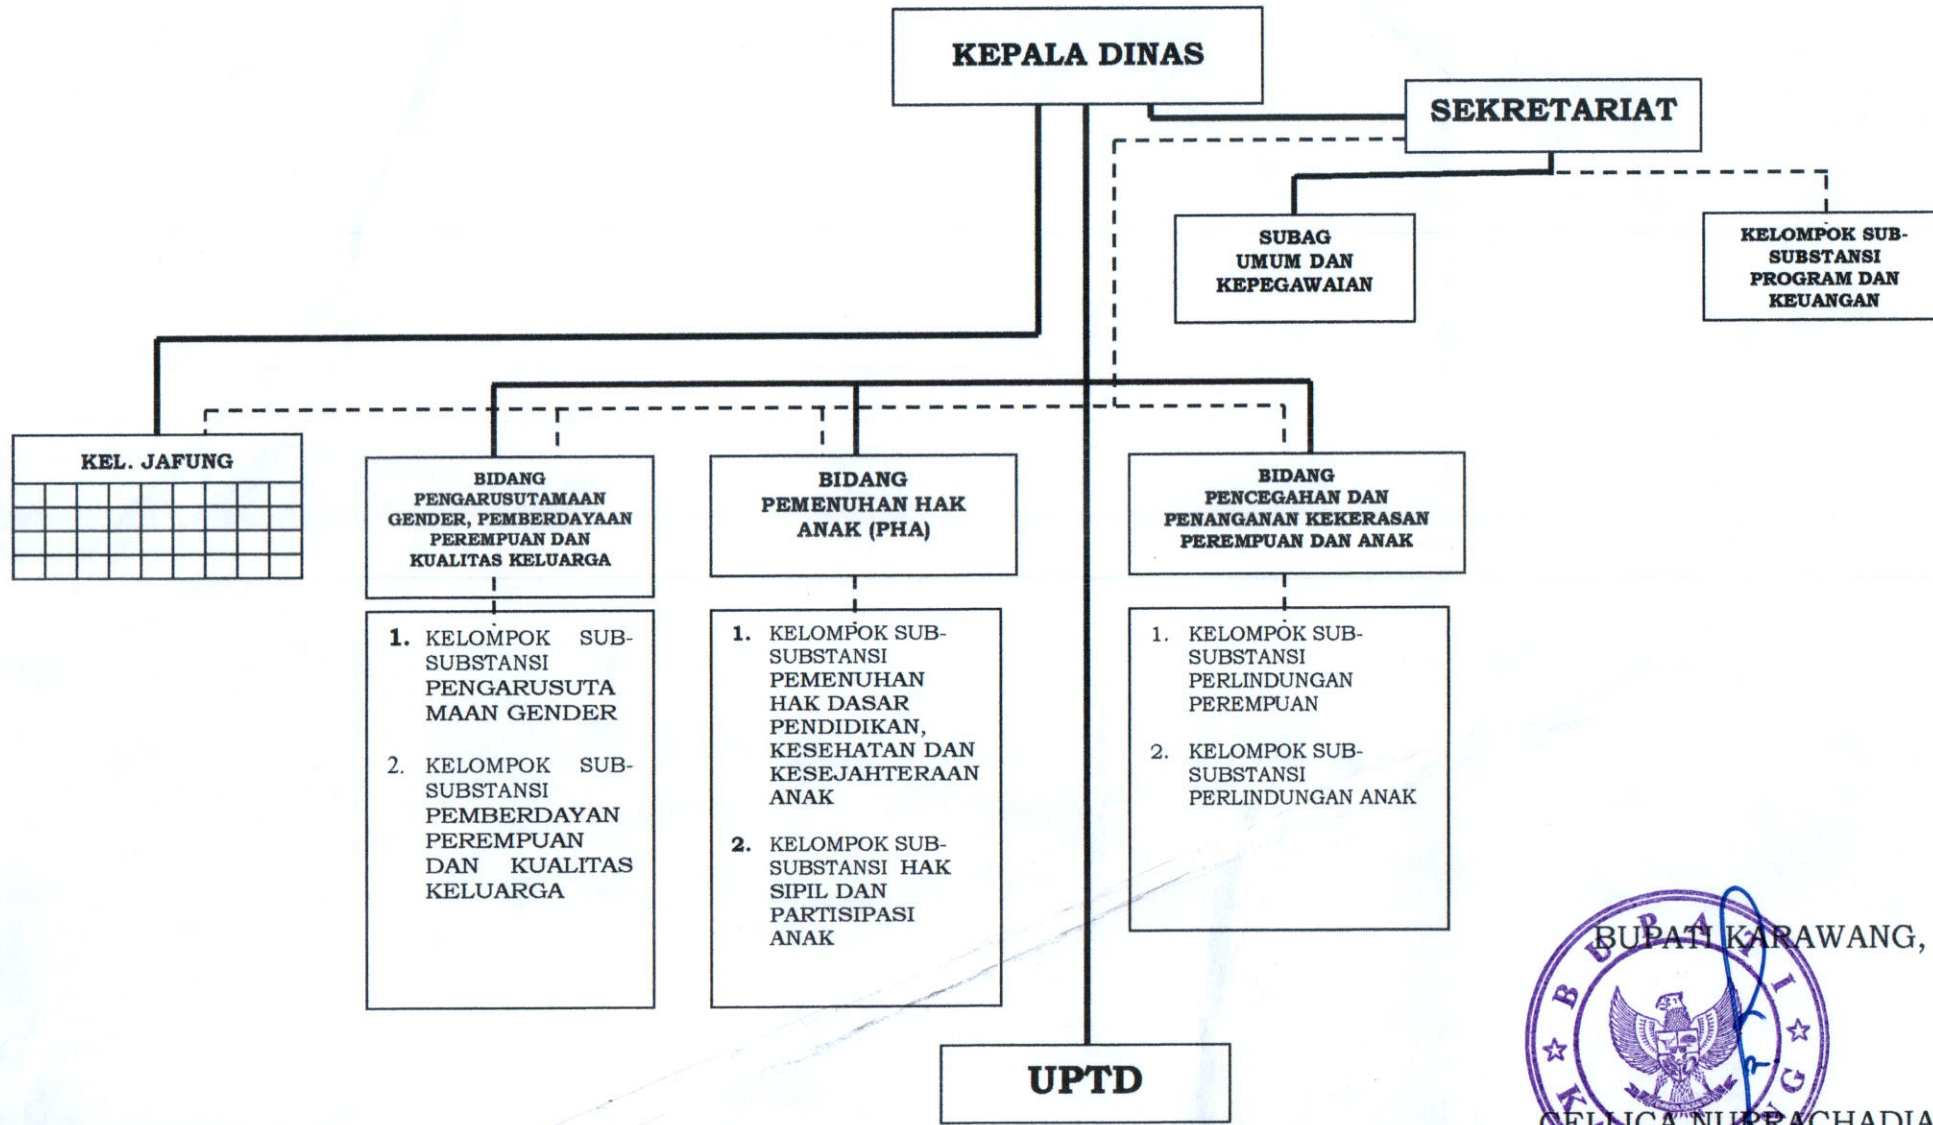 KEPALA DINAS
SEKRETARIAT
SUBAG
UMUM DAN
KEPEGAWAIAN
KELOMPOK SUB-
SUBSTANSI
PROGRAM DAN
KEUANGAN
KEL. JAFUNG
BIDANG
PENGARUSUTAMAAN
GENDER, PEMBERDAYAAN
PEREMPUAN DAN
KUALITAS KELUARGA
BIDANG
PEMENUHAN HAK
ANAK (PHA)
BIDANG
PENCEGAHAN DAN
PENANGANAN KEKERASAN
PEREMPUAN DAN ANAK
1. KELOMPOK SUB-
SUBSTANSI
PENGARUSUTA
MAAN GENDER
2. KELOMPOK SUB-
SUBSTANSI
PEMBERDAYAN
PEREMPUAN
DAN KUALITAS
KELUARGA
1. KELOMPOK SUB-
SUBSTANSI
PEMENUHAN
HAK DASAR
PENDIDIKAN,
KESEHATAN DAN
KESEJAHTERAAN
ANAK
2. KELOMPOK SUB-
SUBSTANSI HAK
SIPIL DAN
PARTISIPASI
ANAK
1. KELOMPOK SUB-
SUBSTANSI
PERLINDUNGAN
PEREMPUAN
2. KELOMPOK SUB-
SUBSTANSI
PERLINDUNGAN ANAK
UPTD
BUPATI KARAWANG,
BUPATI
CELLICA NURRACHADIA